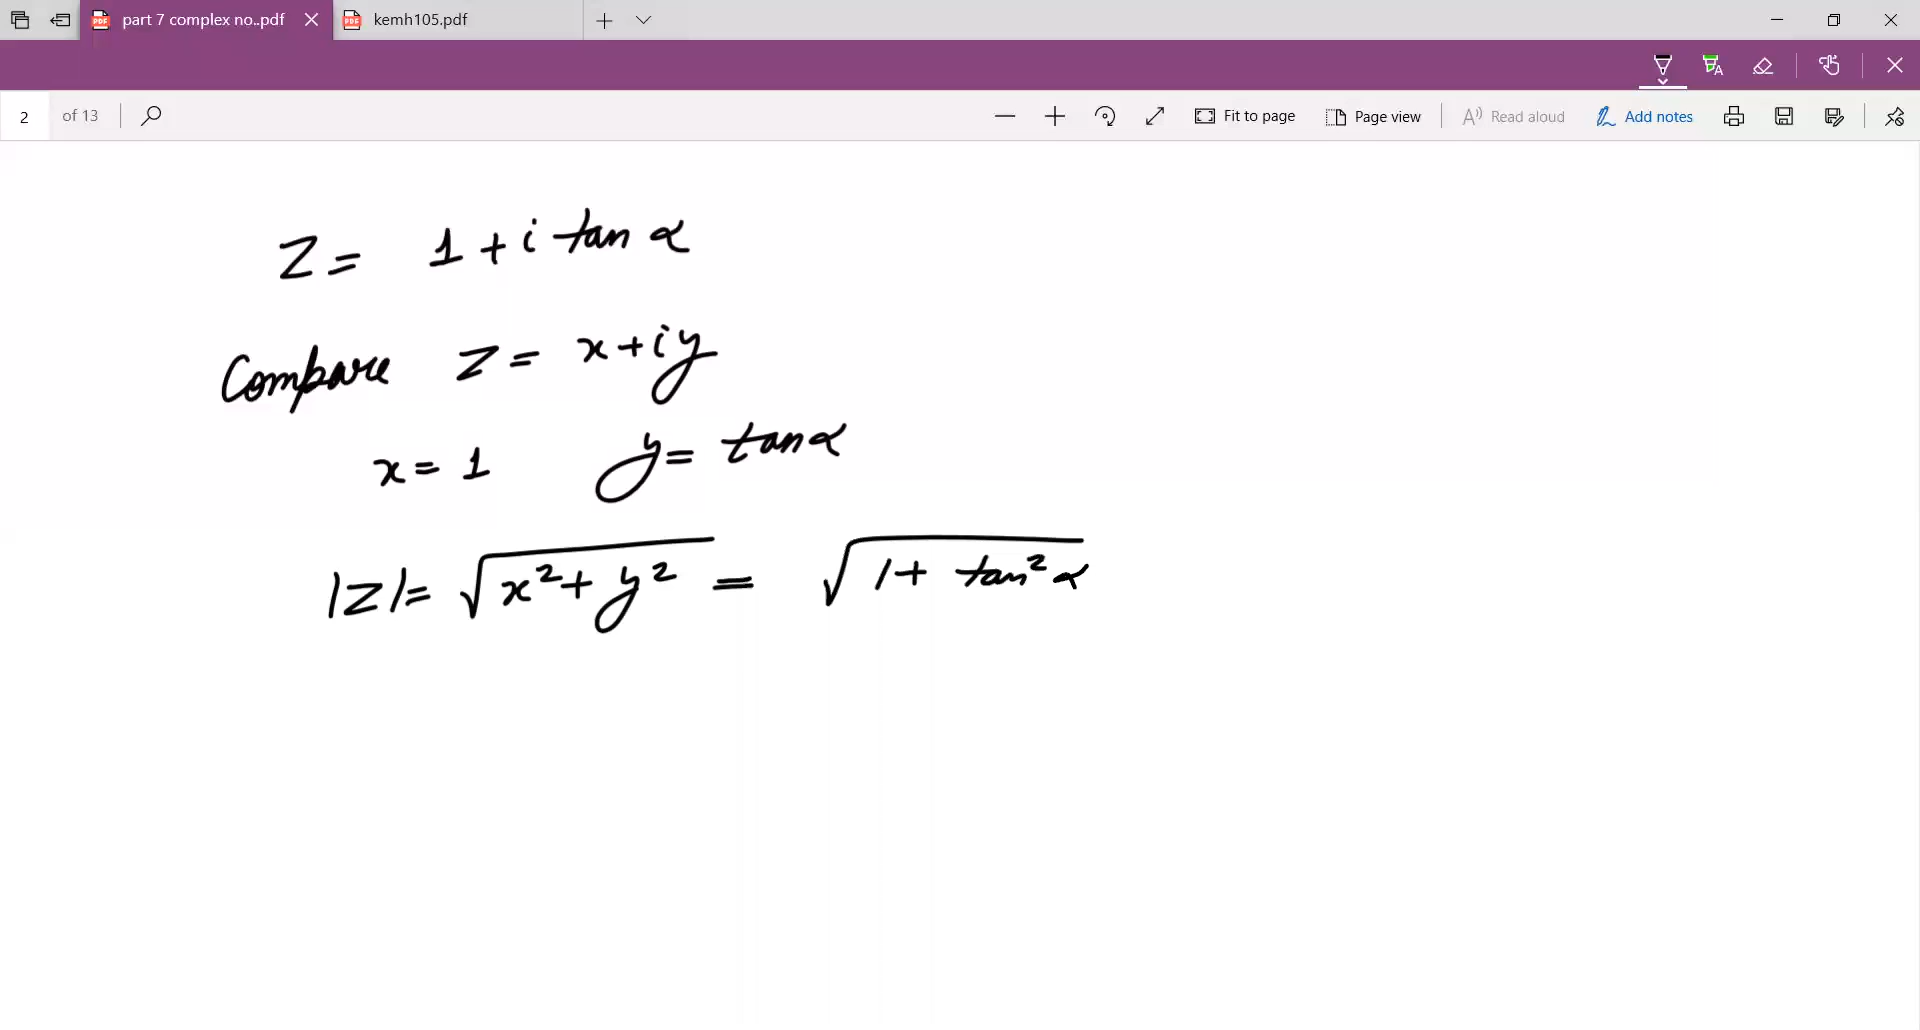 part 7 complex no..pdf kemh105.pdf
2 of 13 Fit to page Page view Read aloud Add notes
Z = 1 + i tan α
Compare Z = x + iy
x = 1 y = tan α
|Z| = √(x² + y²) = √(1 + tan² α)